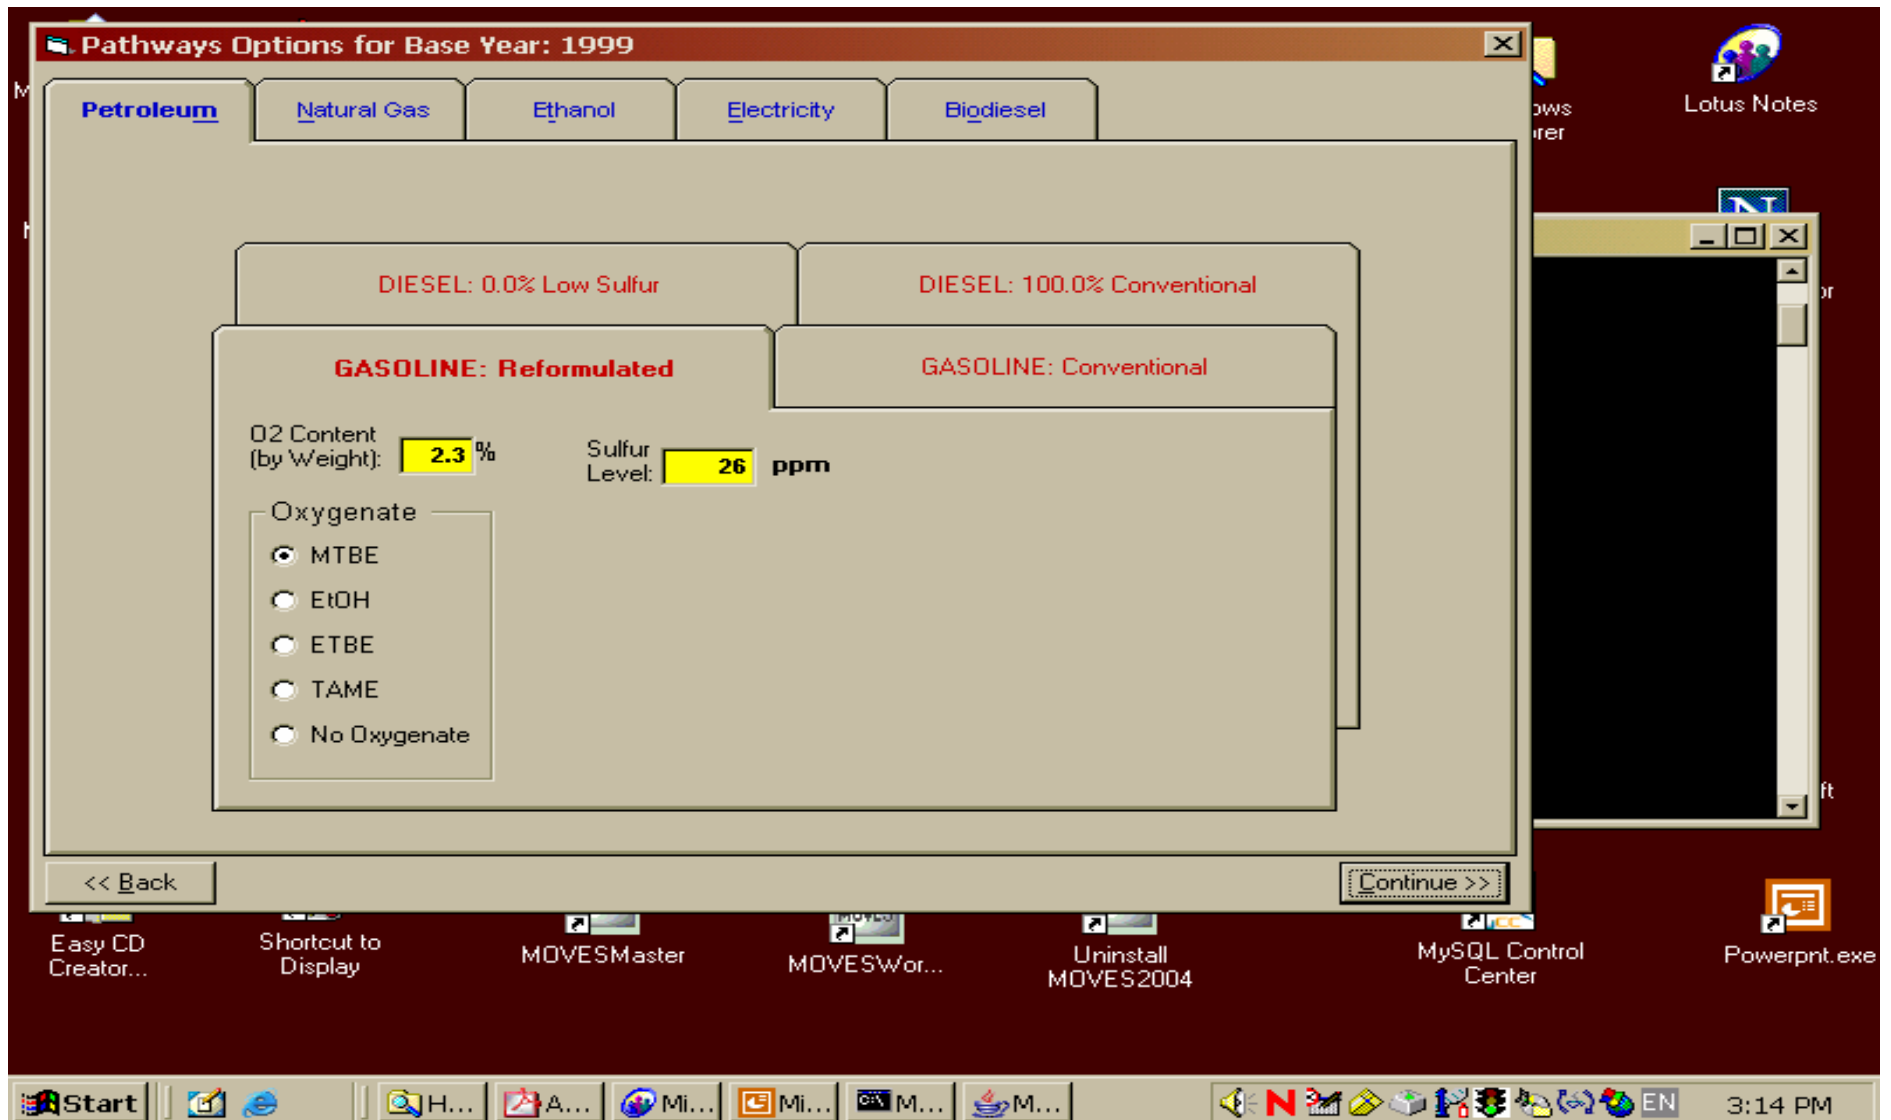 Pathways Options for Base Year: 1999
Petroleum
Natural Gas
Ethanol
Electricity
Biodiesel
DIESEL: 0.0% Low Sulfur
DIESEL: 100.0% Conventional
GASOLINE: Reformulated
GASOLINE: Conventional
O2 Content
(by Weight):
2.3
%
Sulfur
Level:
26
ppm
Oxygenate
MTBE
EtOH
ETBE
TAME
No Oxygenate
<< Back
Continue >>
Lotus Notes
Easy CD
Creator...
Shortcut to
Display
MOVESMaster
MOVESWor...
Uninstall
MOVES2004
MySQL Control
Center
Powerpnt.exe
Start
H...
A...
Mi...
Mi...
M...
M...
EN
3:14 PM